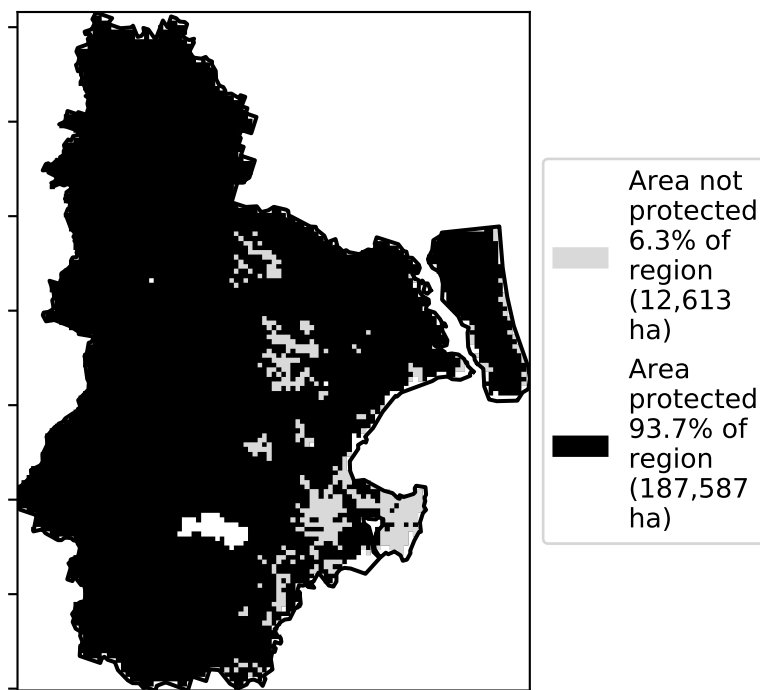 Area not
protected
6.3% of
region
(12,613
ha)
Area
protected
93.7% of
region
(187,587
ha)